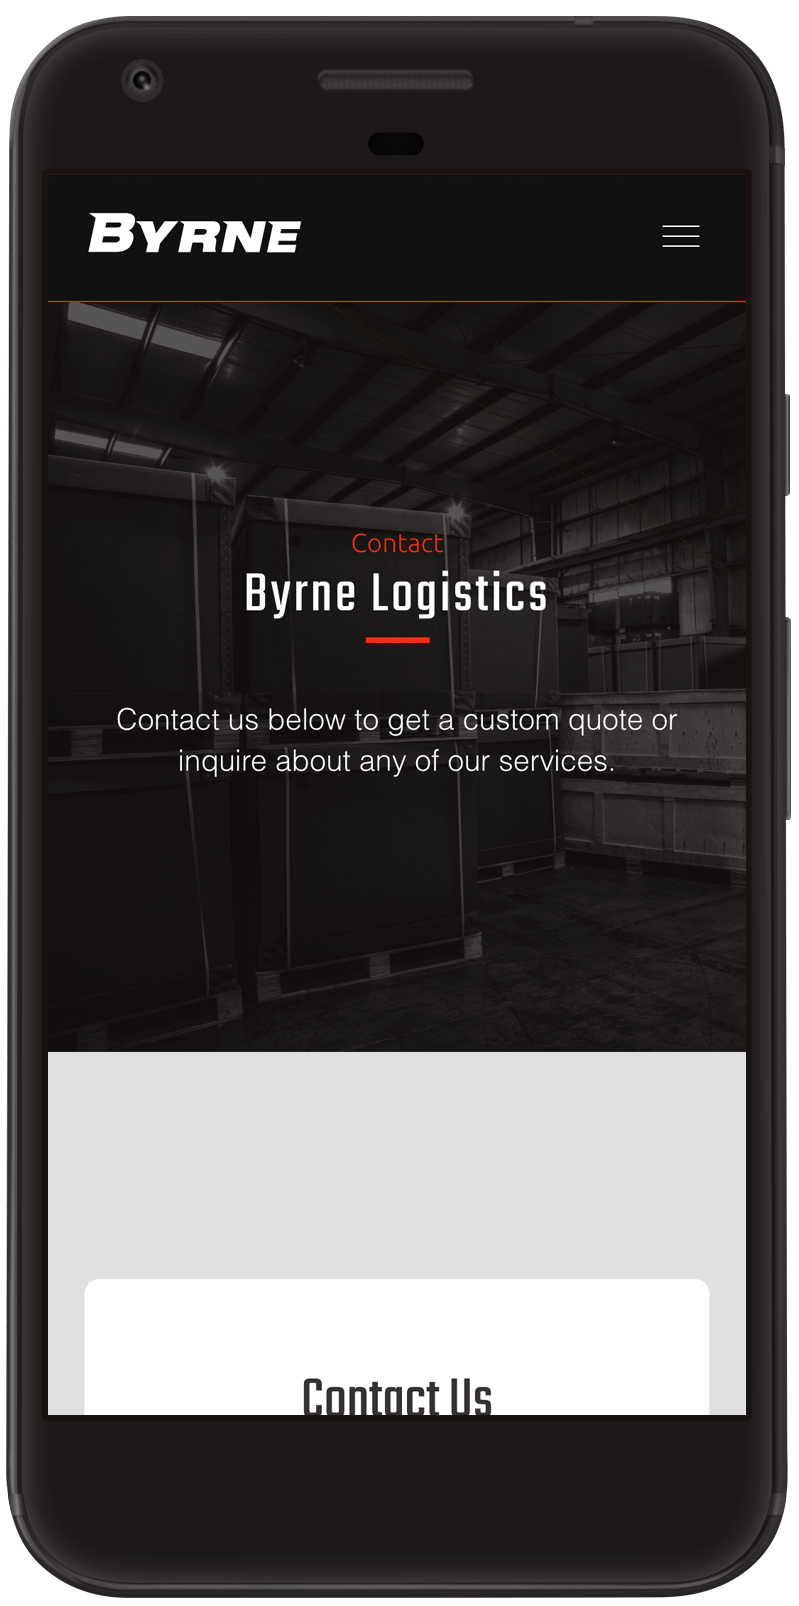 BYRNE
Contact
Byrne Logistics
Contact us below to get a custom quote or
inquire about any of our services.
Contact Us